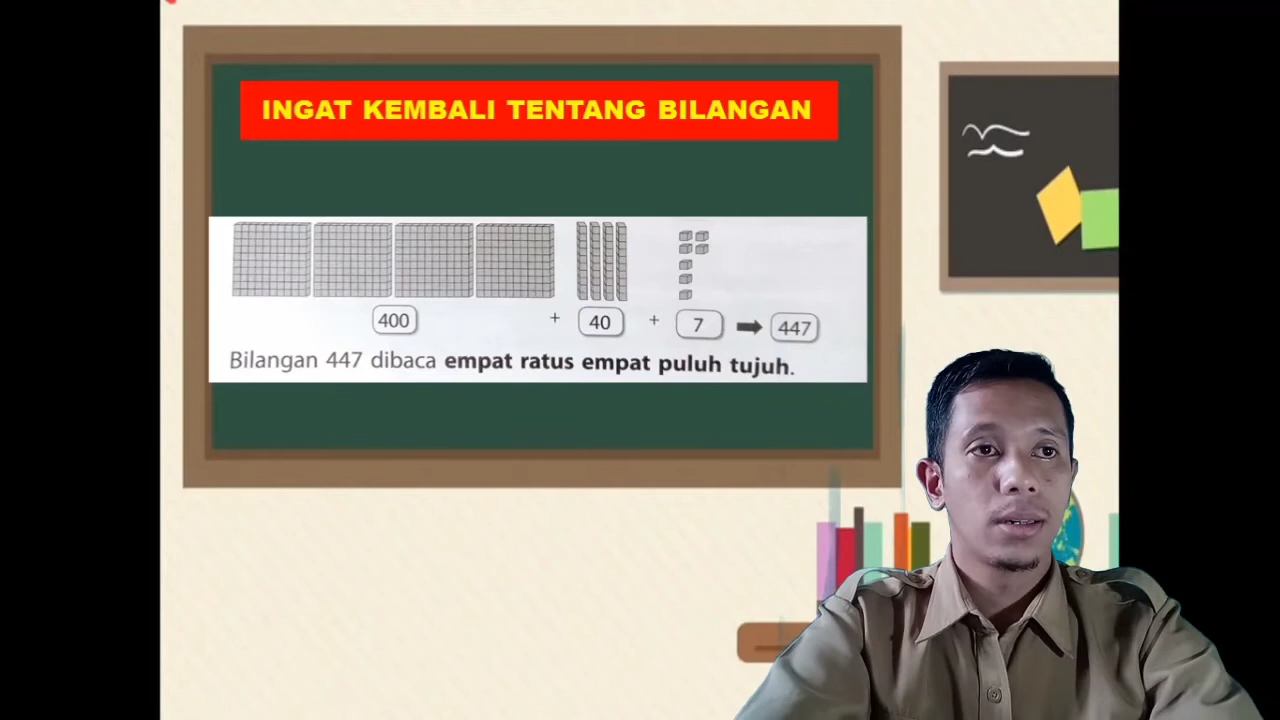 INGAT KEMBALI TENTANG BILANGAN
400 + 40 + 7 ➡ 447
Bilangan 447 dibaca empat ratus empat puluh tujuh.